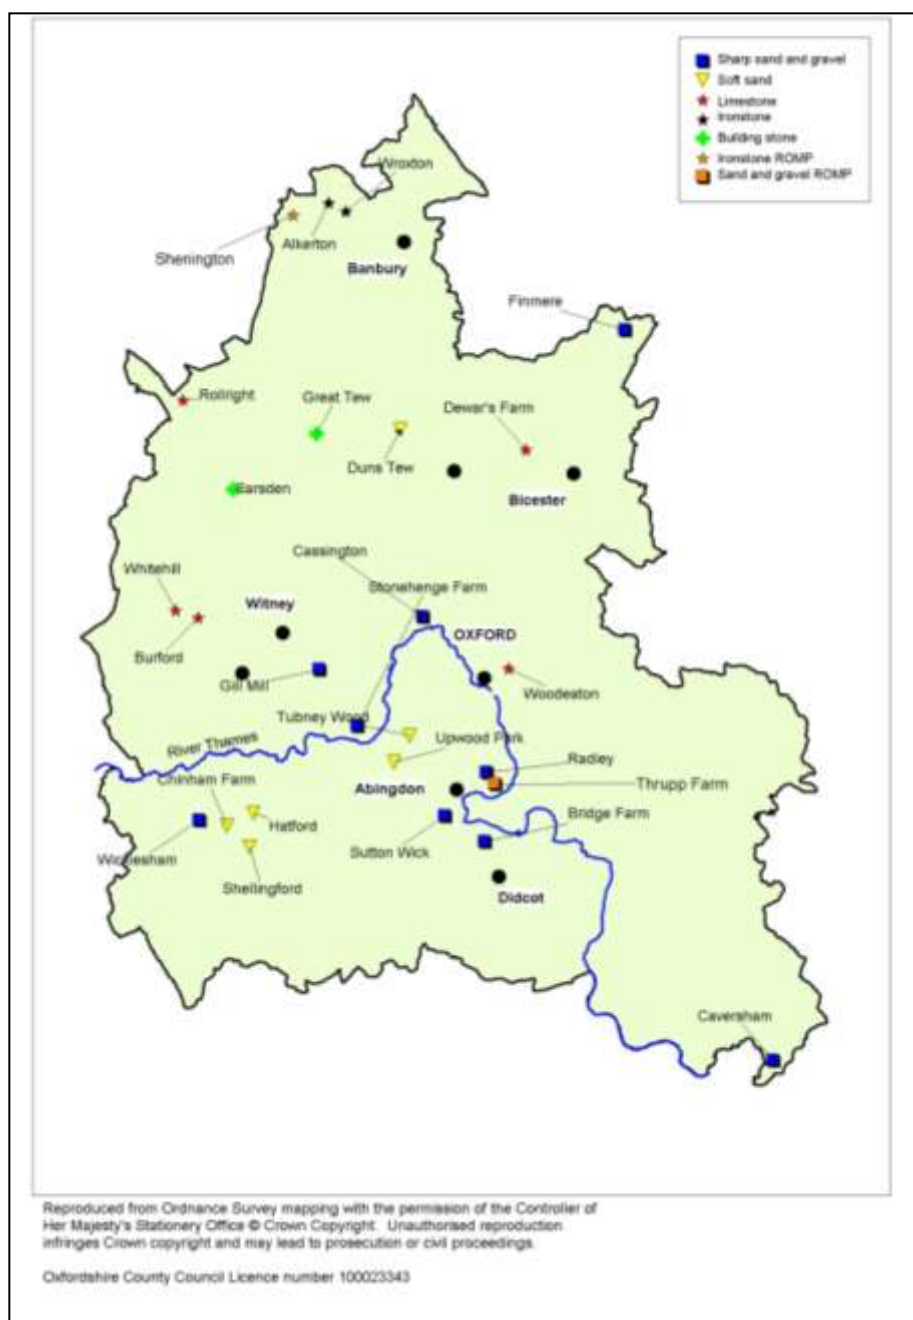 Sharp sand and gravel
Soft sand
Limestone
Ironstone
Building stone
Ironstone ROMP
Sand and gravel ROMP
Wroxton
Alkerton
Shenington
Banbury
Finmere
Rollright
Great Tew
Dewar's Farm
Duns Tew
Bicester
Earsden
Cassington
Whitehill
Stonehenge Farm
Witney
OXFORD
Burford
Gill Mill
Woodeaton
Tubney Wood
River Thames
Upwood Park
Radley
Chinham Farm
Abingdon
Thrupp Farm
Bridge Farm
Hatford
Sutton Wick
Wicklesham
Shellingford
Didcot
Caversham
Reproduced from Ordnance Survey mapping with the permission of the Controller of
Her Majesty's Stationery Office © Crown Copyright. Unauthorised reproduction
infringes Crown copyright and may lead to prosecution or civil proceedings.
Oxfordshire County Council Licence number 100023343